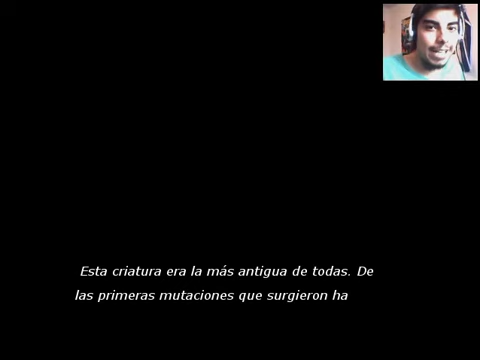 Esta criatura era la más antigua de todas. De
las primeras mutaciones que surgieron ha